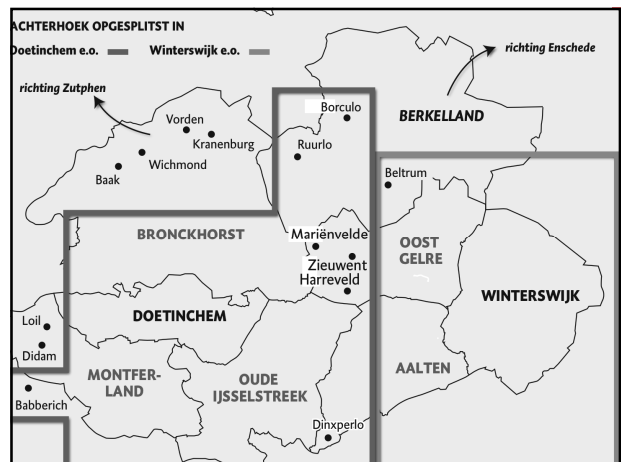 ACHTERHOEK OPGESPLITST IN
Doetinchem e.o.
Winterswijk e.o.
richting Enschede
richting Zutphen
Borculo
BERKELLAND
Vorden
Kranenburg
Ruurlo
Wichmond
Baak
Beltrum
BRONCKHORST
Mariënvelde
OOST
GELRE
Zieuwent
Harreveld
WINTERSWIJK
Loil
DOETINCHEM
Didam
MONTFER-
LAND
OUDE
IJSSELSTREEK
AALTEN
Babberich
Dinxperlo